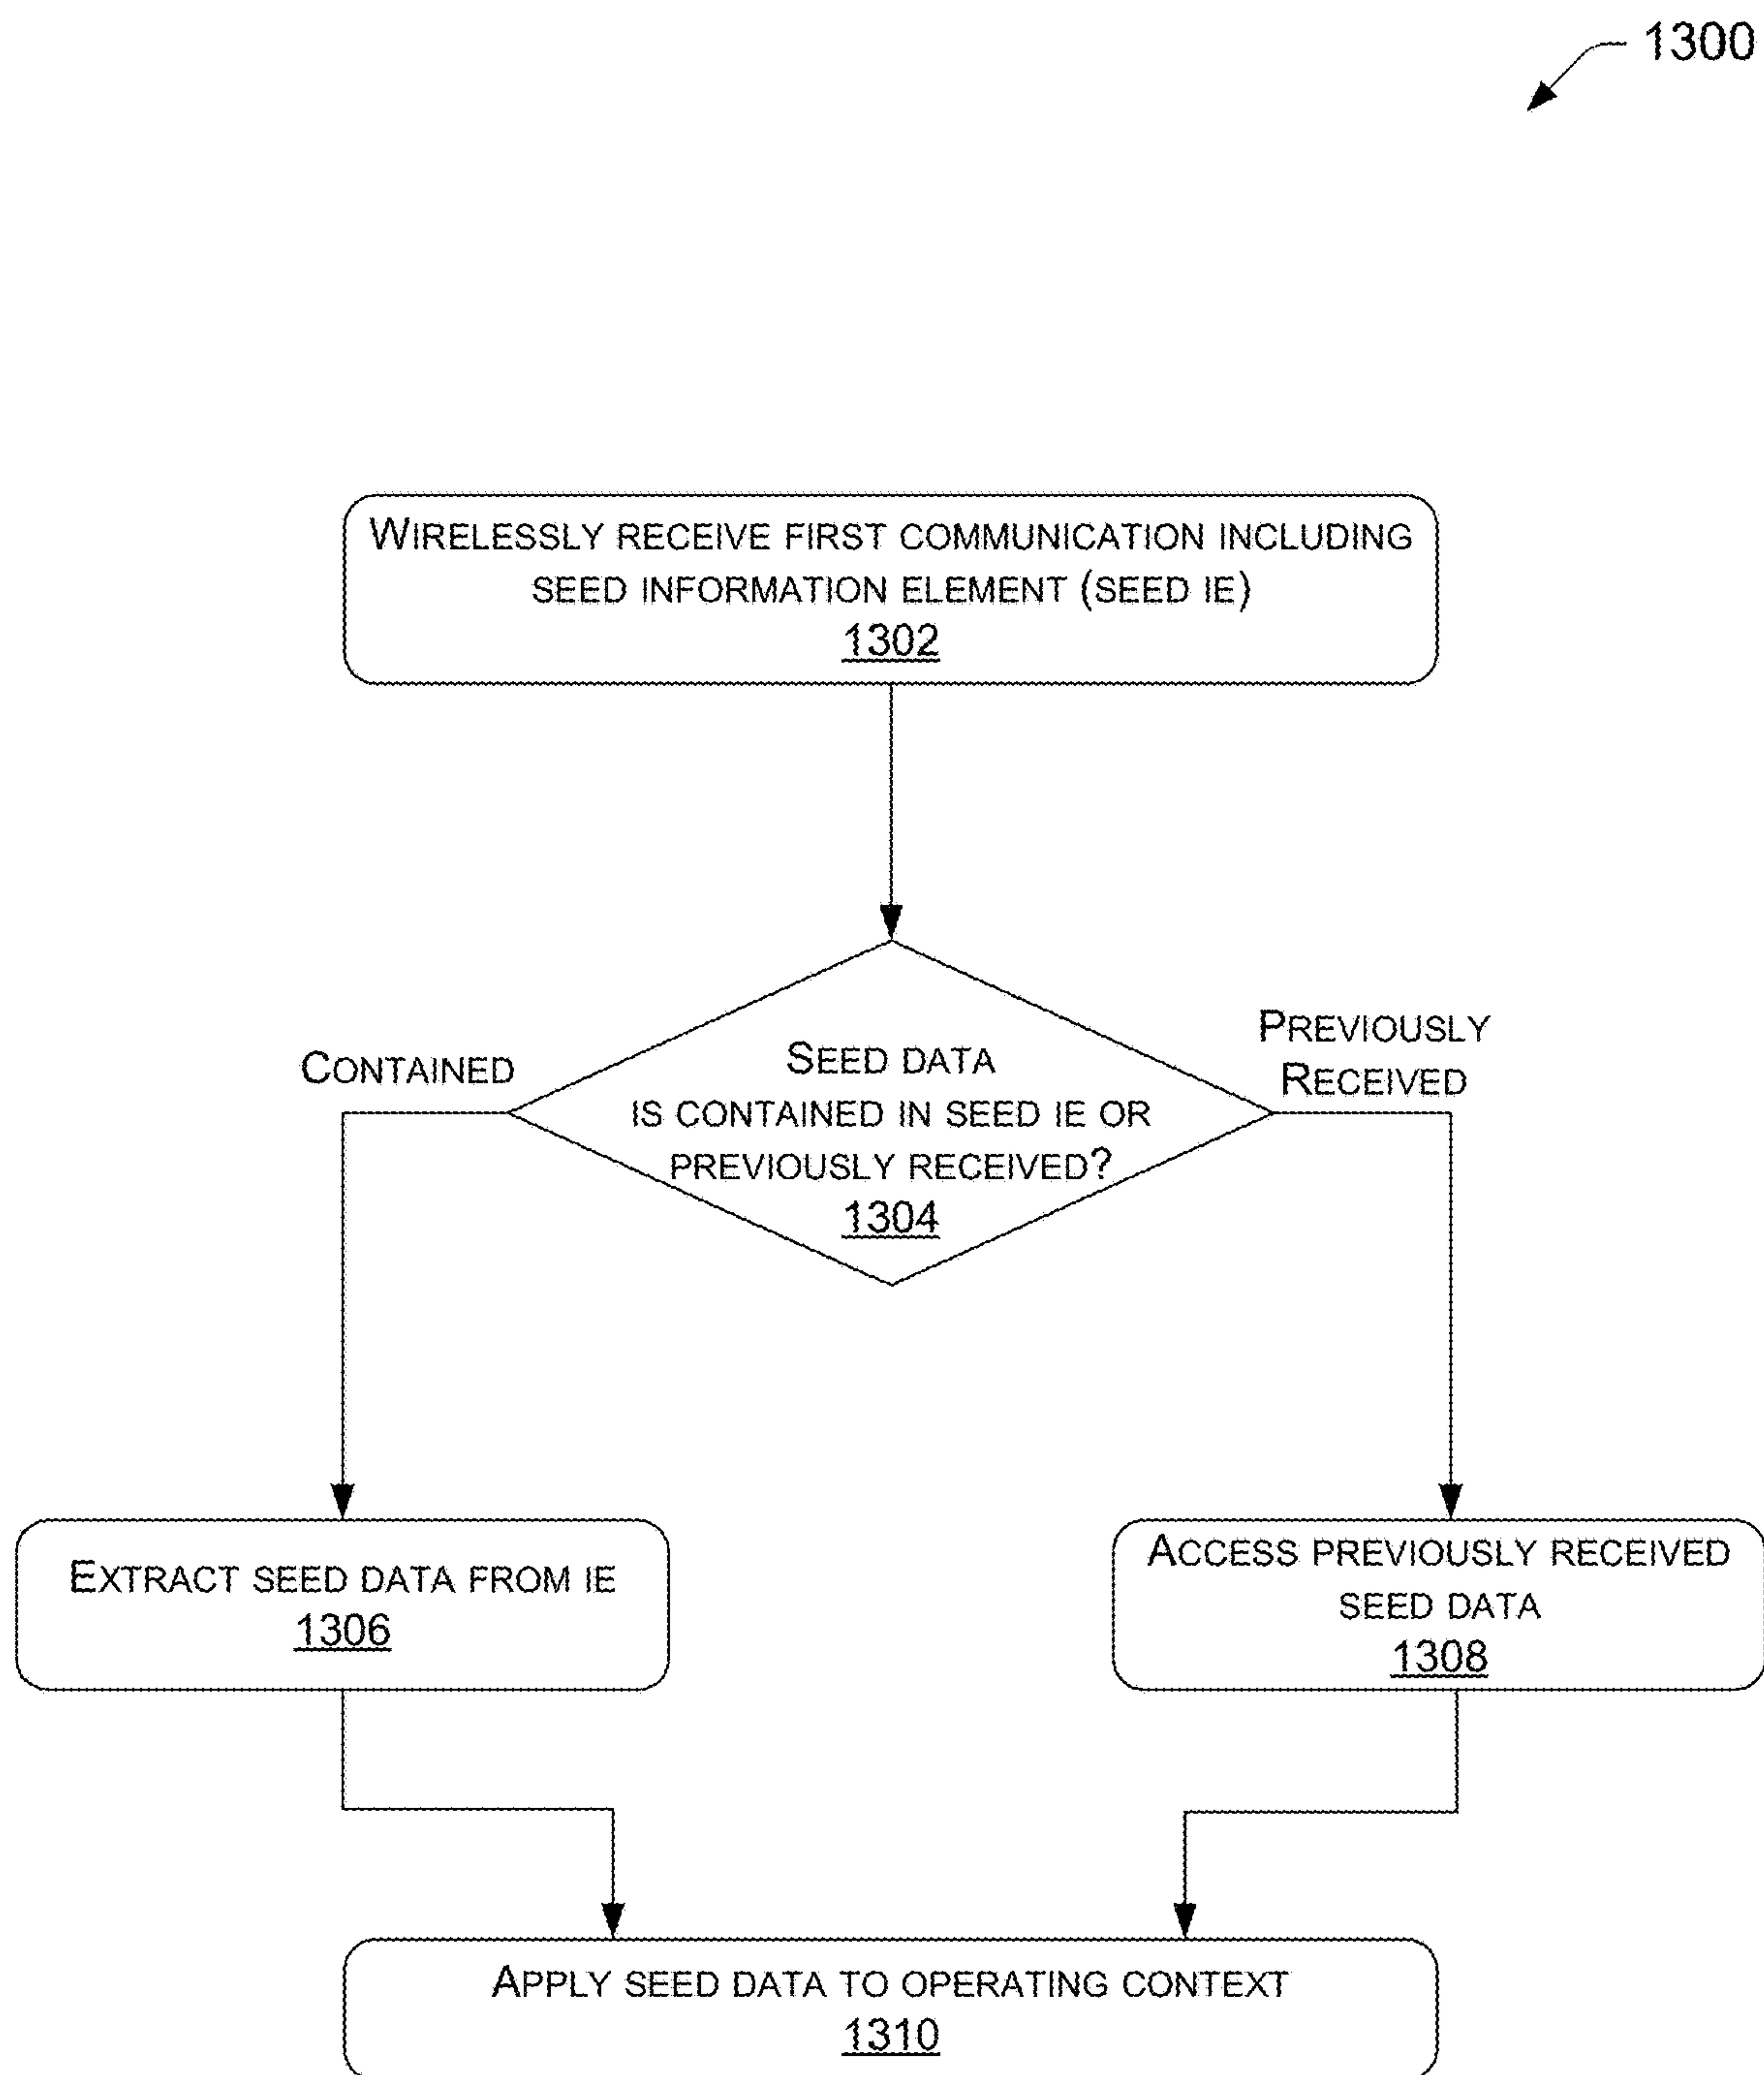 1300
Wirelessly receive first communication including
seed information element (seed ie)
1302
Contained
Previously
Received
Seed data
is contained in seed ie or
previously received?
1304
Extract seed data from ie
1306
Access previously received
seed data
1308
Apply seed data to operating context
1310